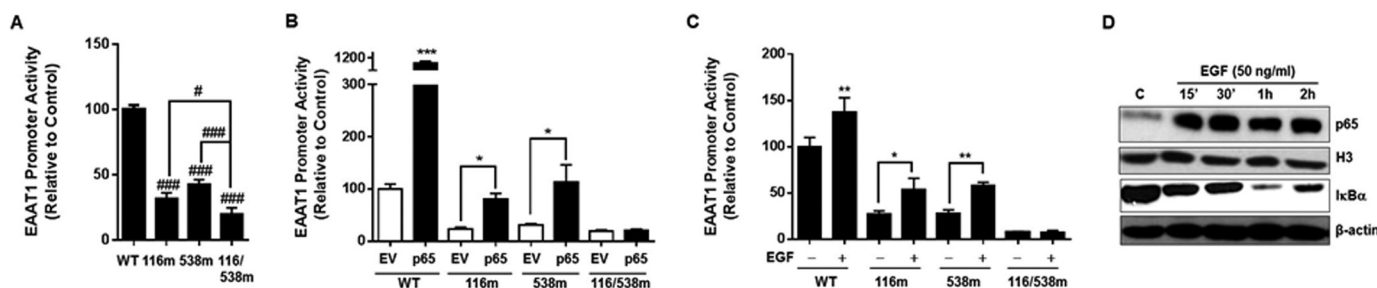 A
EAAT1 Promoter Activity
(Relative to Control)
150
100
50
0
#
###
###
###
###
WT 116m 538m 116/
538m
B
EAAT1 Promoter Activity
(Relative to Control)
1200
300
200
100
0
***
*
*
EV p65 EV p65 EV p65 EV p65
WT 116m 538m 116/538m
C
EAAT1 Promoter Activity
(Relative to Control)
200
150
100
50
0
**
*
**
EGF – + – + – + – +
WT 116m 538m 116/538m
D
EGF (50 ng/ml)
C 15' 30' 1h 2h
p65
H3
IκBα
β-actin